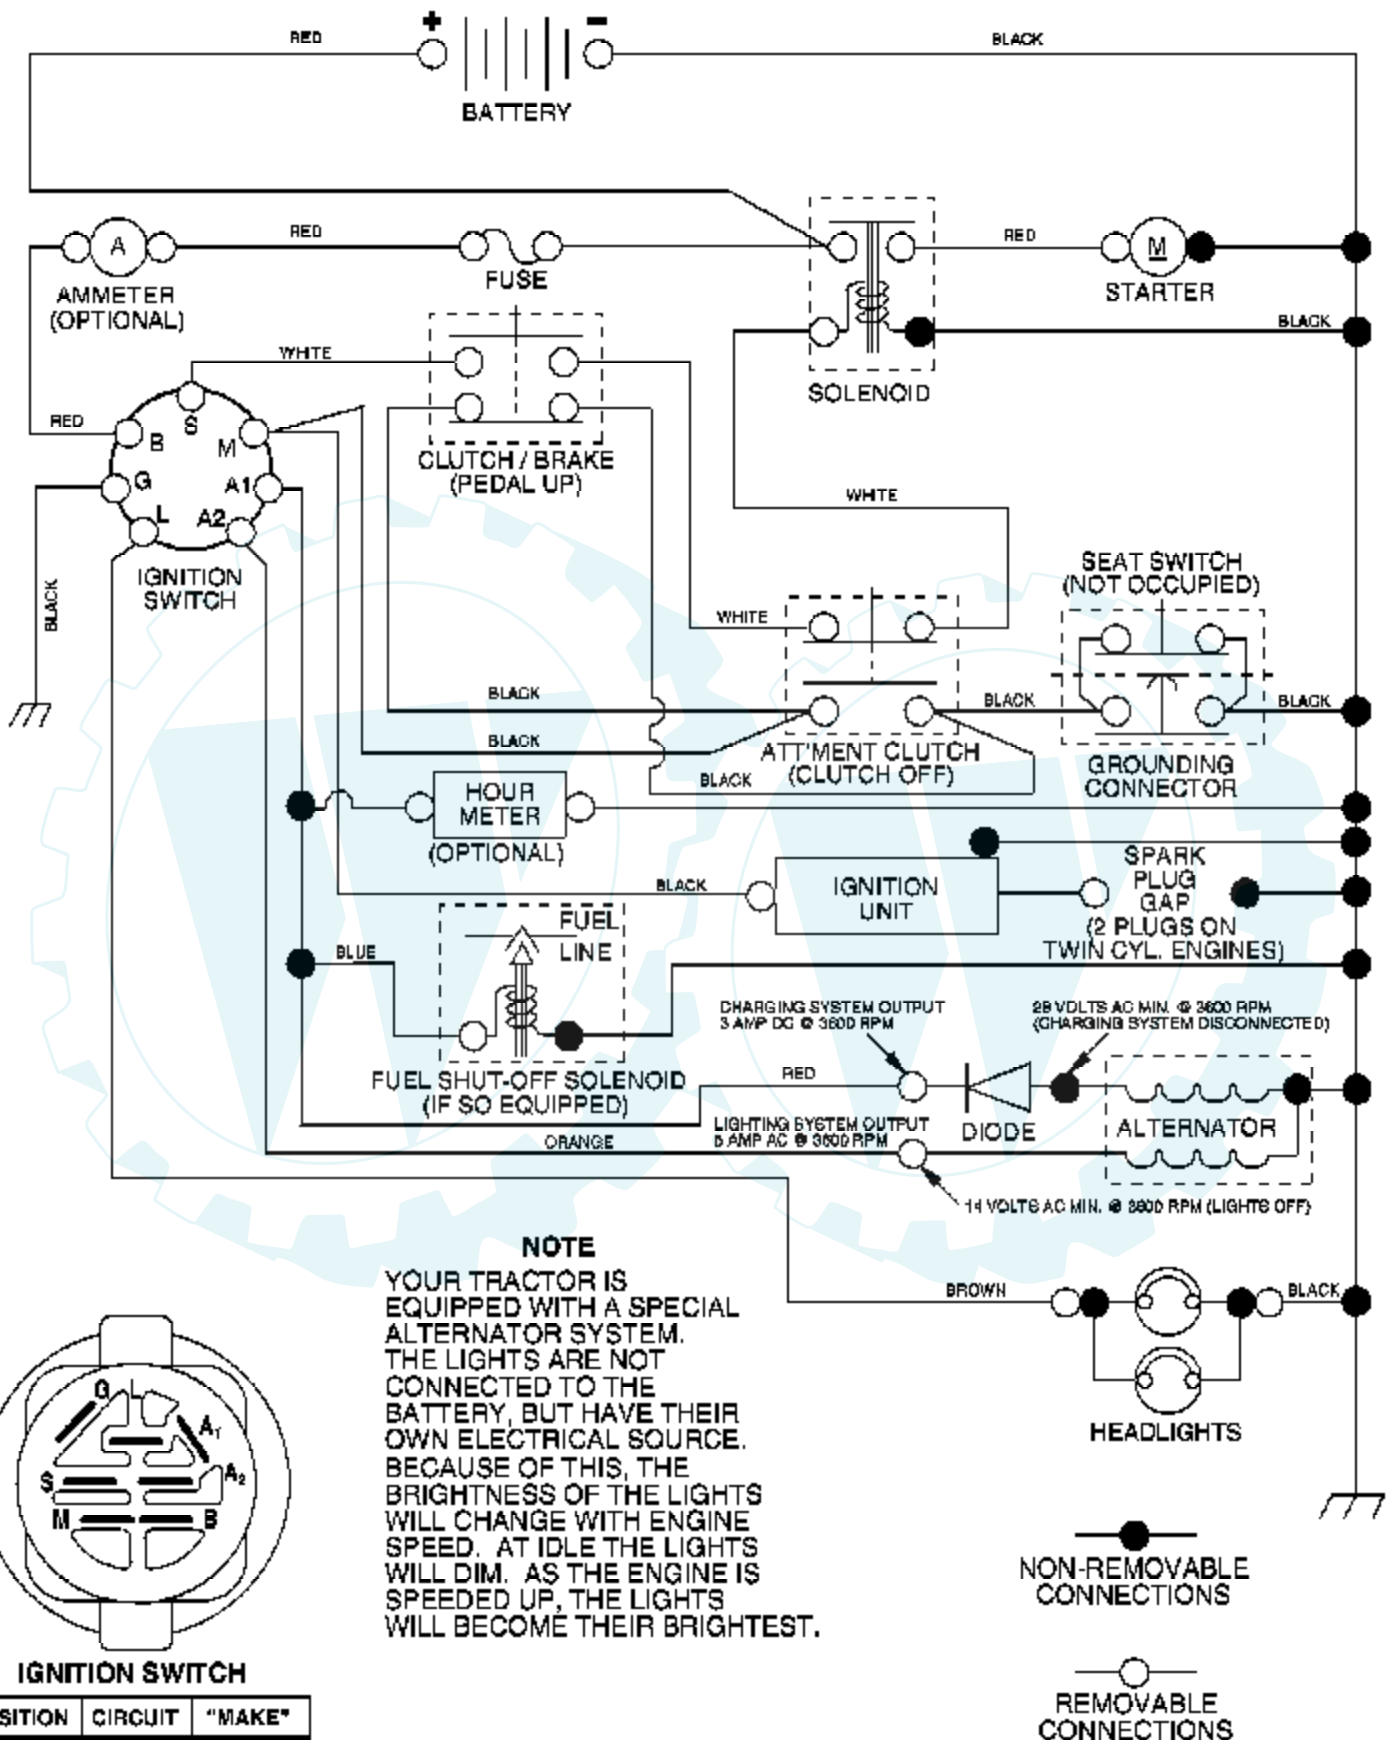 + −
RED
BLACK
BATTERY
RED
A
AMMETER
(OPTIONAL)
FUSE
RED
M
STARTER
BLACK
SOLENOID
WHITE
RED
S
B
M
G
A1
L
A2
IGNITION
SWITCH
BLACK
CLUTCH / BRAKE
(PEDAL UP)
WHITE
SEAT SWITCH
(NOT OCCUPIED)
WHITE
BLACK
BLACK
BLACK
BLACK
ATT'MENT CLUTCH
(CLUTCH OFF)
BLACK
GROUNDING
CONNECTOR
HOUR
METER
(OPTIONAL)
BLACK
IGNITION
UNIT
SPARK
PLUG
GAP
(2 PLUGS ON
TWIN CYL. ENGINES)
BLUE
FUEL
LINE
FUEL SHUT-OFF SOLENOID
(IF SO EQUIPPED)
CHARGING SYSTEM OUTPUT
3 AMP DC @ 3600 RPM
28 VOLTS AC MIN. @ 3600 RPM
(CHARGING SYSTEM DISCONNECTED)
RED
DIODE
ALTERNATOR
LIGHTING SYSTEM OUTPUT
5 AMP AC @ 3600 RPM
ORANGE
14 VOLTS AC MIN. @ 3600 RPM (LIGHTS OFF)
BROWN
BLACK
HEADLIGHTS
NOTE
YOUR TRACTOR IS
EQUIPPED WITH A SPECIAL
ALTERNATOR SYSTEM.
THE LIGHTS ARE NOT
CONNECTED TO THE
BATTERY, BUT HAVE THEIR
OWN ELECTRICAL SOURCE.
BECAUSE OF THIS, THE
BRIGHTNESS OF THE LIGHTS
WILL CHANGE WITH ENGINE
SPEED. AT IDLE THE LIGHTS
WILL DIM. AS THE ENGINE IS
SPEEDED UP, THE LIGHTS
WILL BECOME THEIR BRIGHTEST.
G L
A1
S
A2
M
B
IGNITION SWITCH
SITION CIRCUIT "MAKE"
NON-REMOVABLE
CONNECTIONS
REMOVABLE
CONNECTIONS